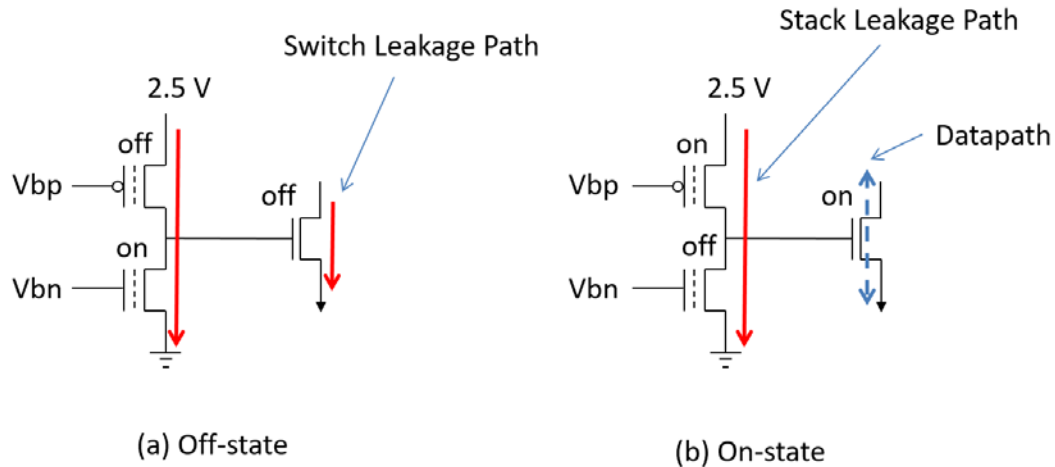 Switch Leakage Path
2.5 V
off
Vbp
off
on
Vbn
(a) Off-state
Stack Leakage Path
2.5 V
Datapath
on
Vbp
on
off
Vbn
(b) On-state